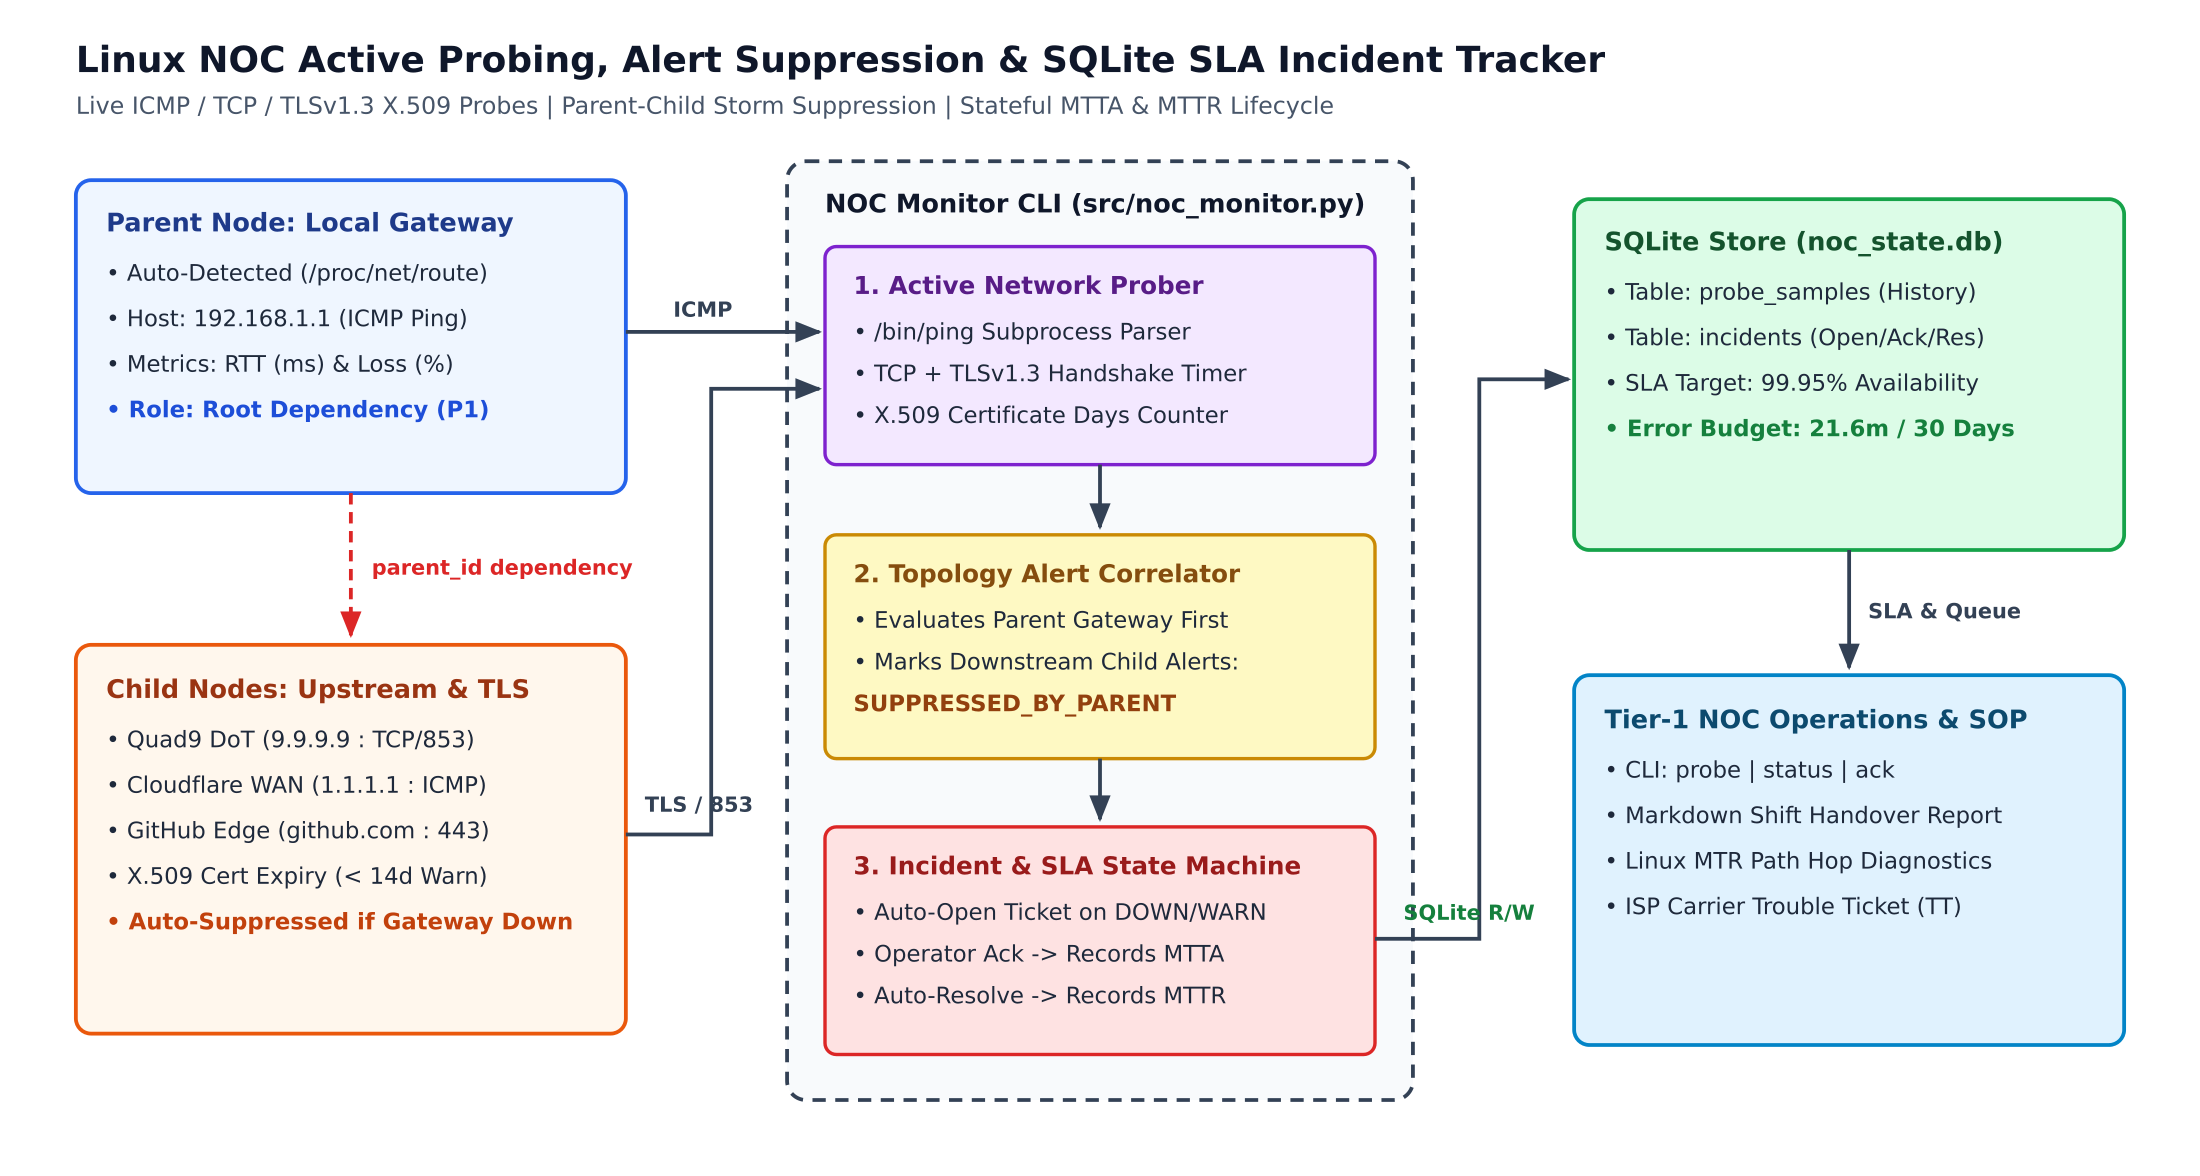 Linux NOC Active Probing, Alert Suppression & SQLite SLA Incident Tracker
Live ICMP / TCP / TLSv1.3 X.509 Probes | Parent-Child Storm Suppression | Stateful MTTA & MTTR Lifecycle
Parent Node: Local Gateway
• Auto-Detected (/proc/net/route)
• Host: 192.168.1.1 (ICMP Ping)
• Metrics: RTT (ms) & Loss (%)
• Role: Root Dependency (P1)
parent_id dependency
Child Nodes: Upstream & TLS
• Quad9 DoT (9.9.9.9 : TCP/853)
• Cloudflare WAN (1.1.1.1 : ICMP)
• GitHub Edge (github.com : 443)
• X.509 Cert Expiry (< 14d Warn)
• Auto-Suppressed if Gateway Down
ICMP
TLS / 853
NOC Monitor CLI (src/noc_monitor.py)
1. Active Network Prober
• /bin/ping Subprocess Parser
• TCP + TLSv1.3 Handshake Timer
• X.509 Certificate Days Counter
2. Topology Alert Correlator
• Evaluates Parent Gateway First
• Marks Downstream Child Alerts:
SUPPRESSED_BY_PARENT
3. Incident & SLA State Machine
• Auto-Open Ticket on DOWN/WARN
• Operator Ack -> Records MTTA
• Auto-Resolve -> Records MTTR
SQLite R/W
SQLite Store (noc_state.db)
• Table: probe_samples (History)
• Table: incidents (Open/Ack/Res)
• SLA Target: 99.95% Availability
• Error Budget: 21.6m / 30 Days
SLA & Queue
Tier-1 NOC Operations & SOP
• CLI: probe | status | ack
• Markdown Shift Handover Report
• Linux MTR Path Hop Diagnostics
• ISP Carrier Trouble Ticket (TT)